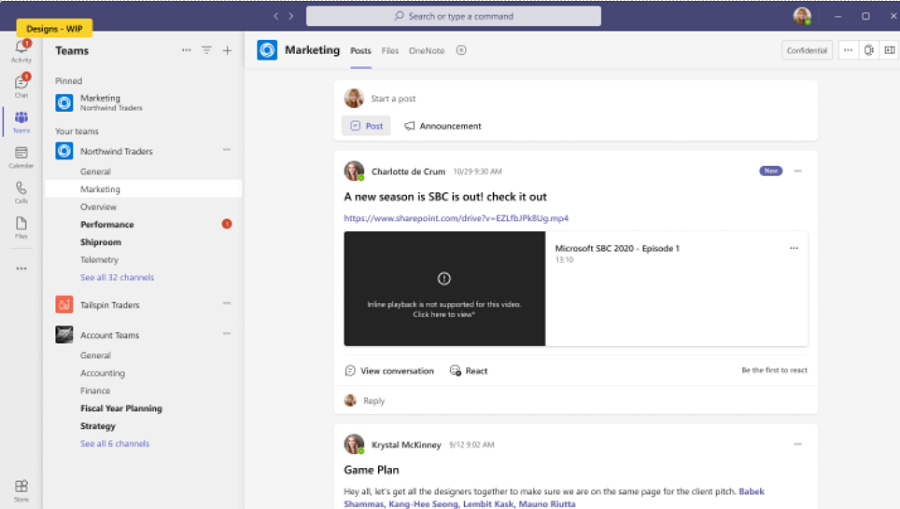 Search or type a command
Designs - WIP
Activity
Chat
Teams
Calendar
Calls
Files
Store
Teams
Pinned
Marketing
Northwind Traders
Your teams
Northwind Traders
General
Marketing
Overview
Performance
1
Shiproom
Telemetry
See all 32 channels
Tailspin Traders
Account Teams
General
Accounting
Finance
Fiscal Year Planning
Strategy
See all 6 channels
Marketing Posts Files OneNote
Confidential
Start a post
Post Announcement
Charlotte de Crum 10/29 9:30 AM
New
A new season is SBC is out! check it out
https://www.sharepoint.com/drive?v=EZLfbJPk8Ug.mp4
Inline playback is not supported for this video.
Click here to view*
Microsoft SBC 2020 - Episode 1
13:10
View conversation React
Be the first to react
Reply
Krystal McKinney 9/12 9:02 AM
Game Plan
Hey all, let's get all the designers together to make sure we are on the same page for the client pitch. Babek
Shammas, Kang-Hee Seong, Lembit Kask, Mauno Riutta